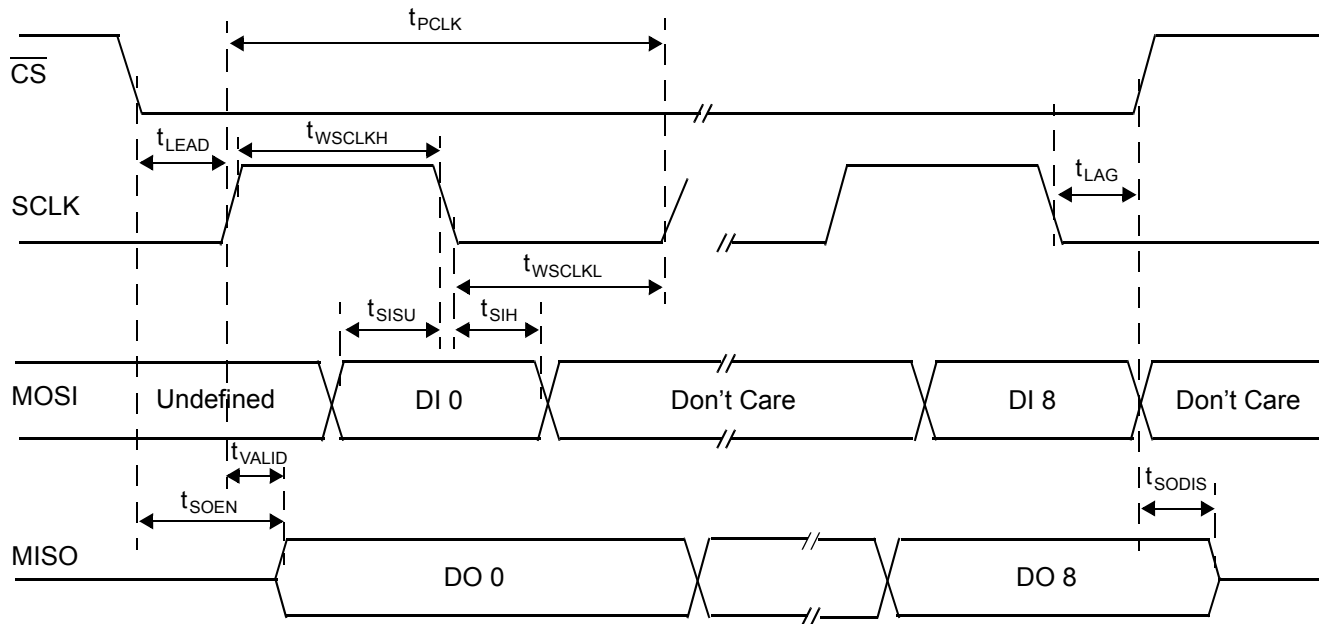 tPCLK
CS
tLEAD
tWSCLKH
tLAG
SCLK
tWSCLKL
tSISU
tSIH
MOSI
Undefined
DI 0
Don't Care
DI 8
Don't Care
tVALID
tSOEN
tSODIS
MISO
DO 0
DO 8